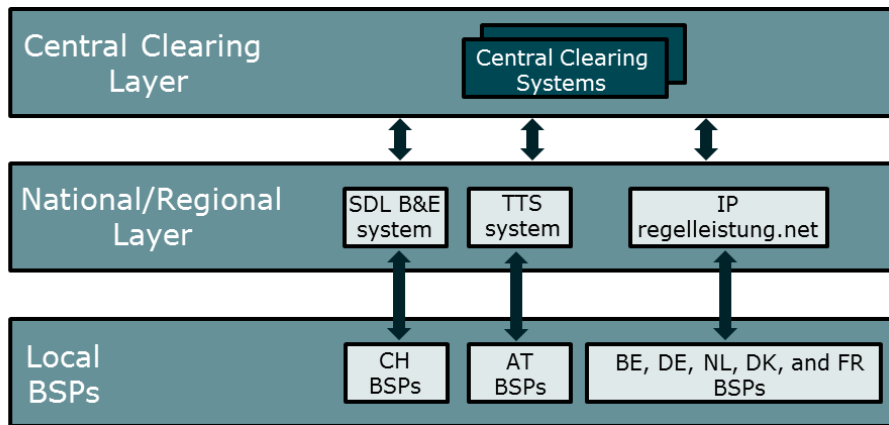 Central Clearing
Layer
Central Clearing
Systems
National/Regional
Layer
SDL B&E
system
TTS
system
IP
regelleistung.net
Local
BSPs
CH
BSPs
AT
BSPs
BE, DE, NL, DK, and FR
BSPs